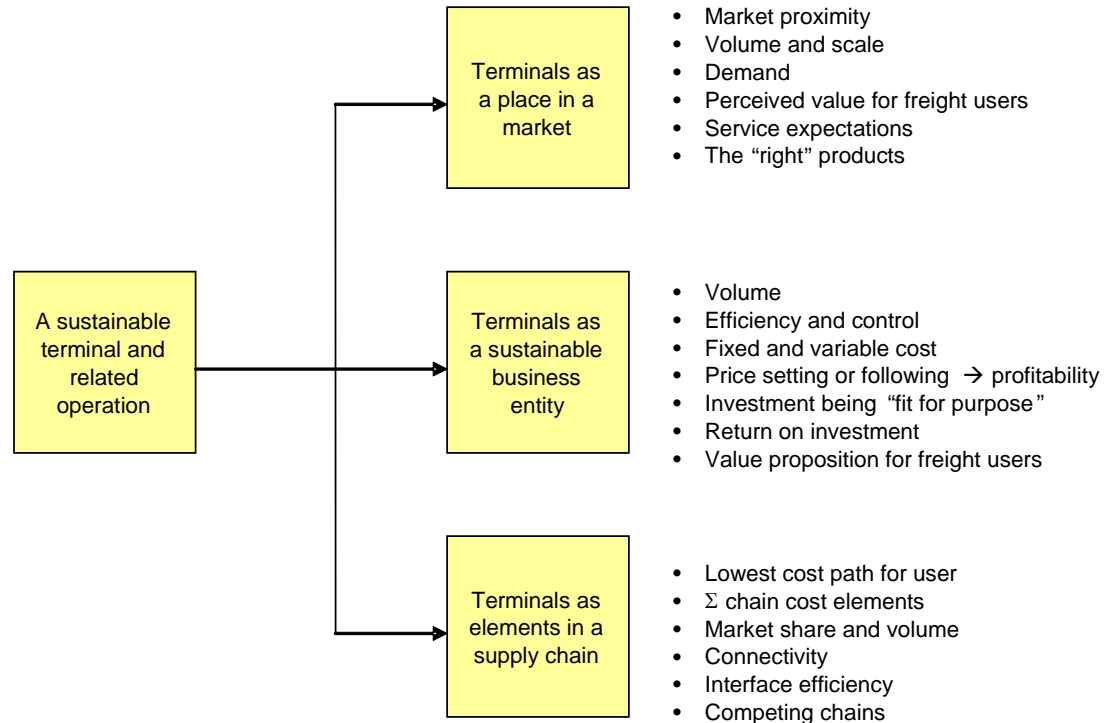 Terminals as
a place in a
market
• Market proximity
• Volume and scale
• Demand
• Perceived value for freight users
• Service expectations
• The “right” products
A sustainable
terminal and
related
operation
Terminals as
a sustainable
business
entity
• Volume
• Efficiency and control
• Fixed and variable cost
• Price setting or following → profitability
• Investment being “fit for purpose”
• Return on investment
• Value proposition for freight users
Terminals as
elements in a
supply chain
• Lowest cost path for user
• Σ chain cost elements
• Market share and volume
• Connectivity
• Interface efficiency
• Competing chains